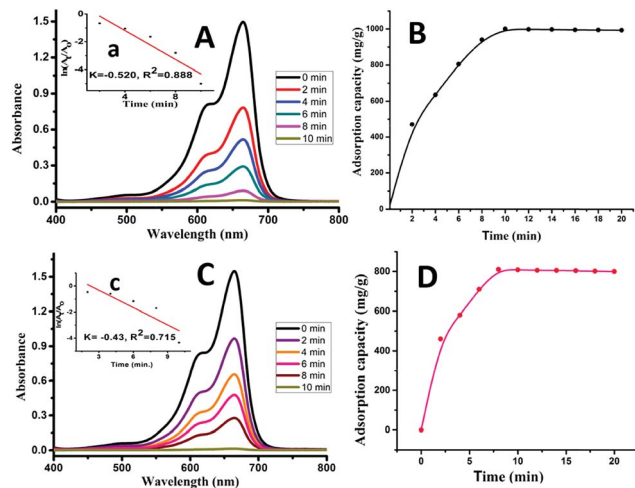 A
a
ln(At/Ao)
-0
-2
-4
K=-0.520, R2=0.888
4
8
Time (min)
Absorbance
1.5
1.2
0.9
0.6
0.3
0.0
0 min
2 min
4 min
6 min
8 min
10 min
400
500
600
700
800
Wavelength (nm)
B
Adsorption capacity (mg/g)
1000
800
600
400
200
0
2 4 6 8 10 12 14 16 18 20
Time (min)
C
c
ln(At/Ao)
0
-2
-4
K= -0.43, R2=0.715
3
6
9
Time (min.)
Absorbance
1.5
1.2
0.9
0.6
0.3
0.0
0 min
2 min
4 min
6 min
8 min
10 min
400
500
600
700
800
Wavelength (nm)
D
Adsorption capacity (mg/g)
800
600
400
200
0
0 5 10 15 20
Time (min)